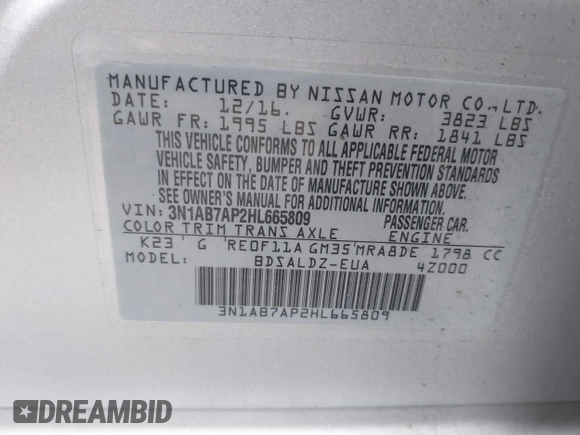 MANUFACTURED BY NISSAN MOTOR CO.,LTD.
DATE: 12/16. GVWR: 3823 LBS
GAWR FR: 1995 LBS GAWR RR: 1841 LBS
THIS VEHICLE CONFORMS TO ALL APPLICABLE FEDERAL MOTOR
VEHICLE SAFETY, BUMPER AND THEFT PREVENTION STANDARDS
IN EFFECT ON THE DATE OF MANUFACTURE SHOWN ABOVE.
SEE OWNER'S MANUAL FOR ADDITIONAL INFORMATION.
VIN: 3N1AB7AP2HL665809 PASSENGER CAR.
COLOR TRIM TRANS AXLE ENGINE
K23 G RE0F11A GM35 MRA8DE 1798 CC
MODEL: BDSALDZ-EUA 4Z000
3N1AB7AP2HL665809
DREAMBID